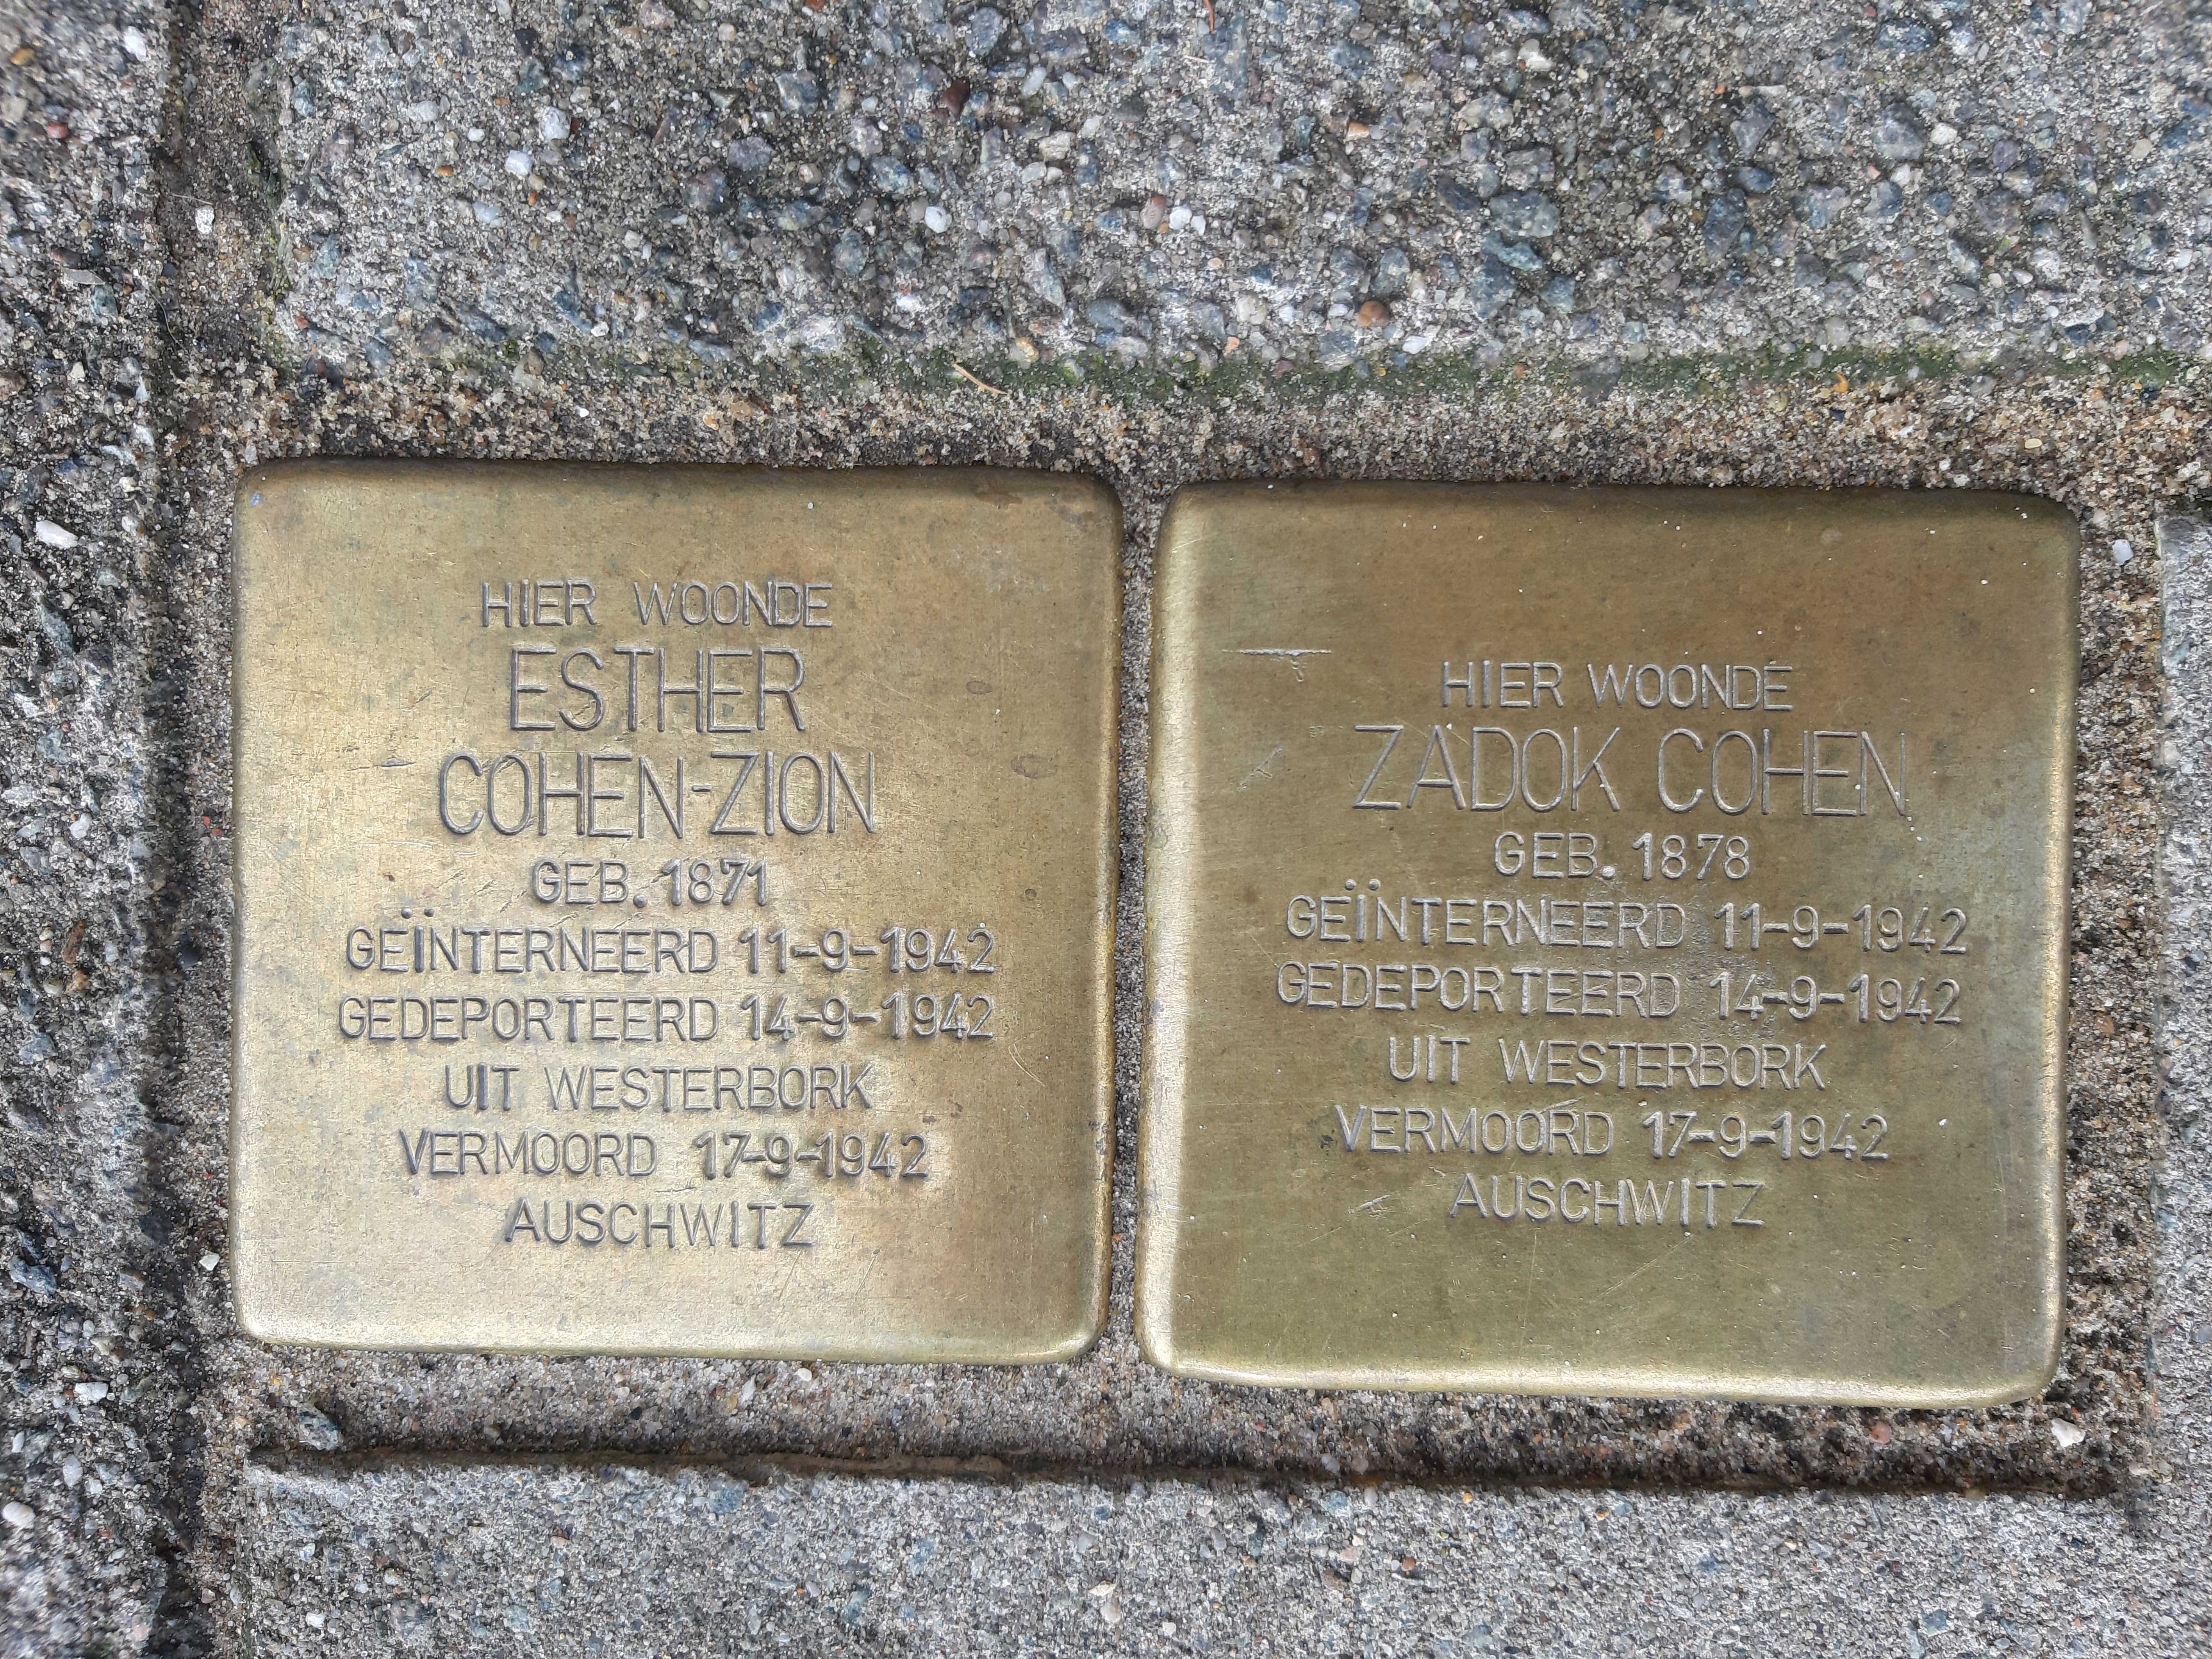 HIER WOONDE
ESTHER
COHEN-ZION
GEB. 1871
GEÏNTERNEERD 11-9-1942
GEDEPORTEERD 14-9-1942
UIT WESTERBORK
VERMOORD 17-9-1942
AUSCHWITZ
HIER WOONDE
ZADOK COHEN
GEB. 1878
GEÏNTERNEERD 11-9-1942
GEDEPORTEERD 14-9-1942
UIT WESTERBORK
VERMOORD 17-9-1942
AUSCHWITZ